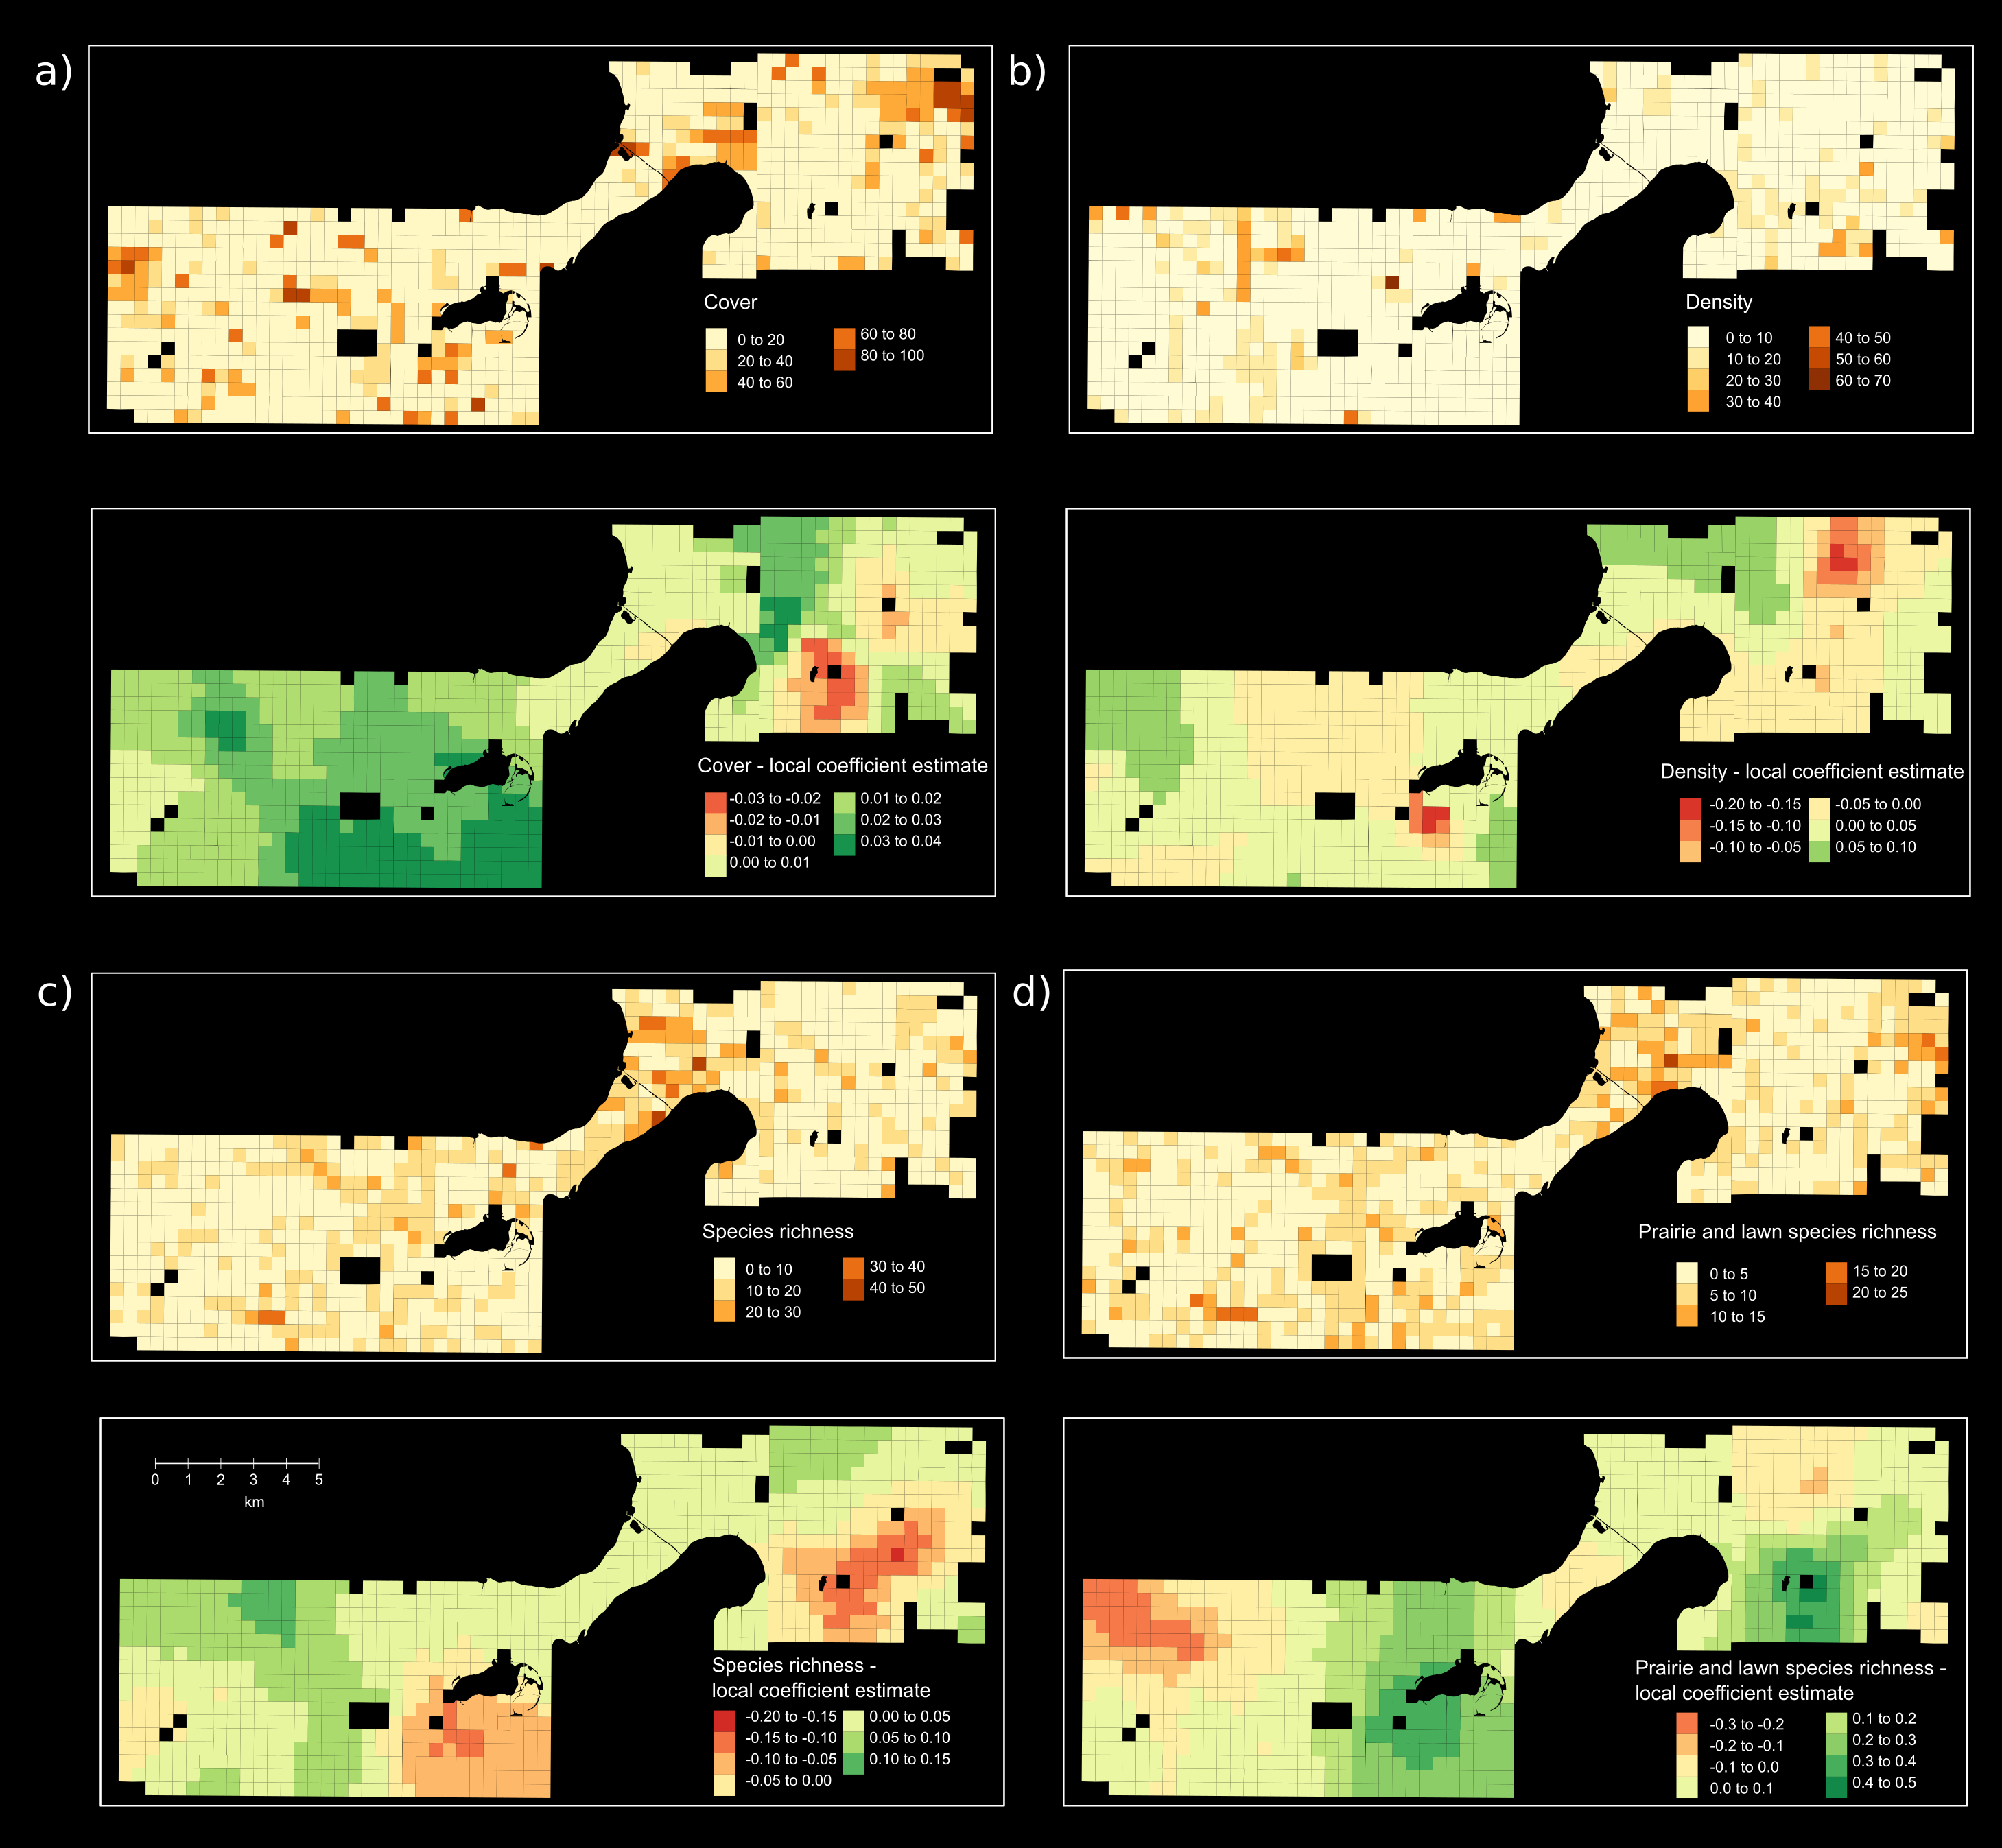 a)
b)
Cover
0 to 20
20 to 40
40 to 60
60 to 80
80 to 100
Density
0 to 10
10 to 20
20 to 30
30 to 40
40 to 50
50 to 60
60 to 70
Cover - local coefficient estimate
-0.03 to -0.02
-0.02 to -0.01
-0.01 to 0.00
0.00 to 0.01
0.01 to 0.02
0.02 to 0.03
0.03 to 0.04
Density - local coefficient estimate
-0.20 to -0.15
-0.15 to -0.10
-0.10 to -0.05
-0.05 to 0.00
0.00 to 0.05
0.05 to 0.10
c)
d)
Species richness
0 to 10
10 to 20
20 to 30
30 to 40
40 to 50
Prairie and lawn species richness
0 to 5
5 to 10
10 to 15
15 to 20
20 to 25
0 1 2 3 4 5
km
Species richness -
local coefficient estimate
-0.20 to -0.15
-0.15 to -0.10
-0.10 to -0.05
-0.05 to 0.00
0.00 to 0.05
0.05 to 0.10
0.10 to 0.15
Prairie and lawn species richness -
local coefficient estimate
-0.3 to -0.2
-0.2 to -0.1
-0.1 to 0.0
0.0 to 0.1
0.1 to 0.2
0.2 to 0.3
0.3 to 0.4
0.4 to 0.5